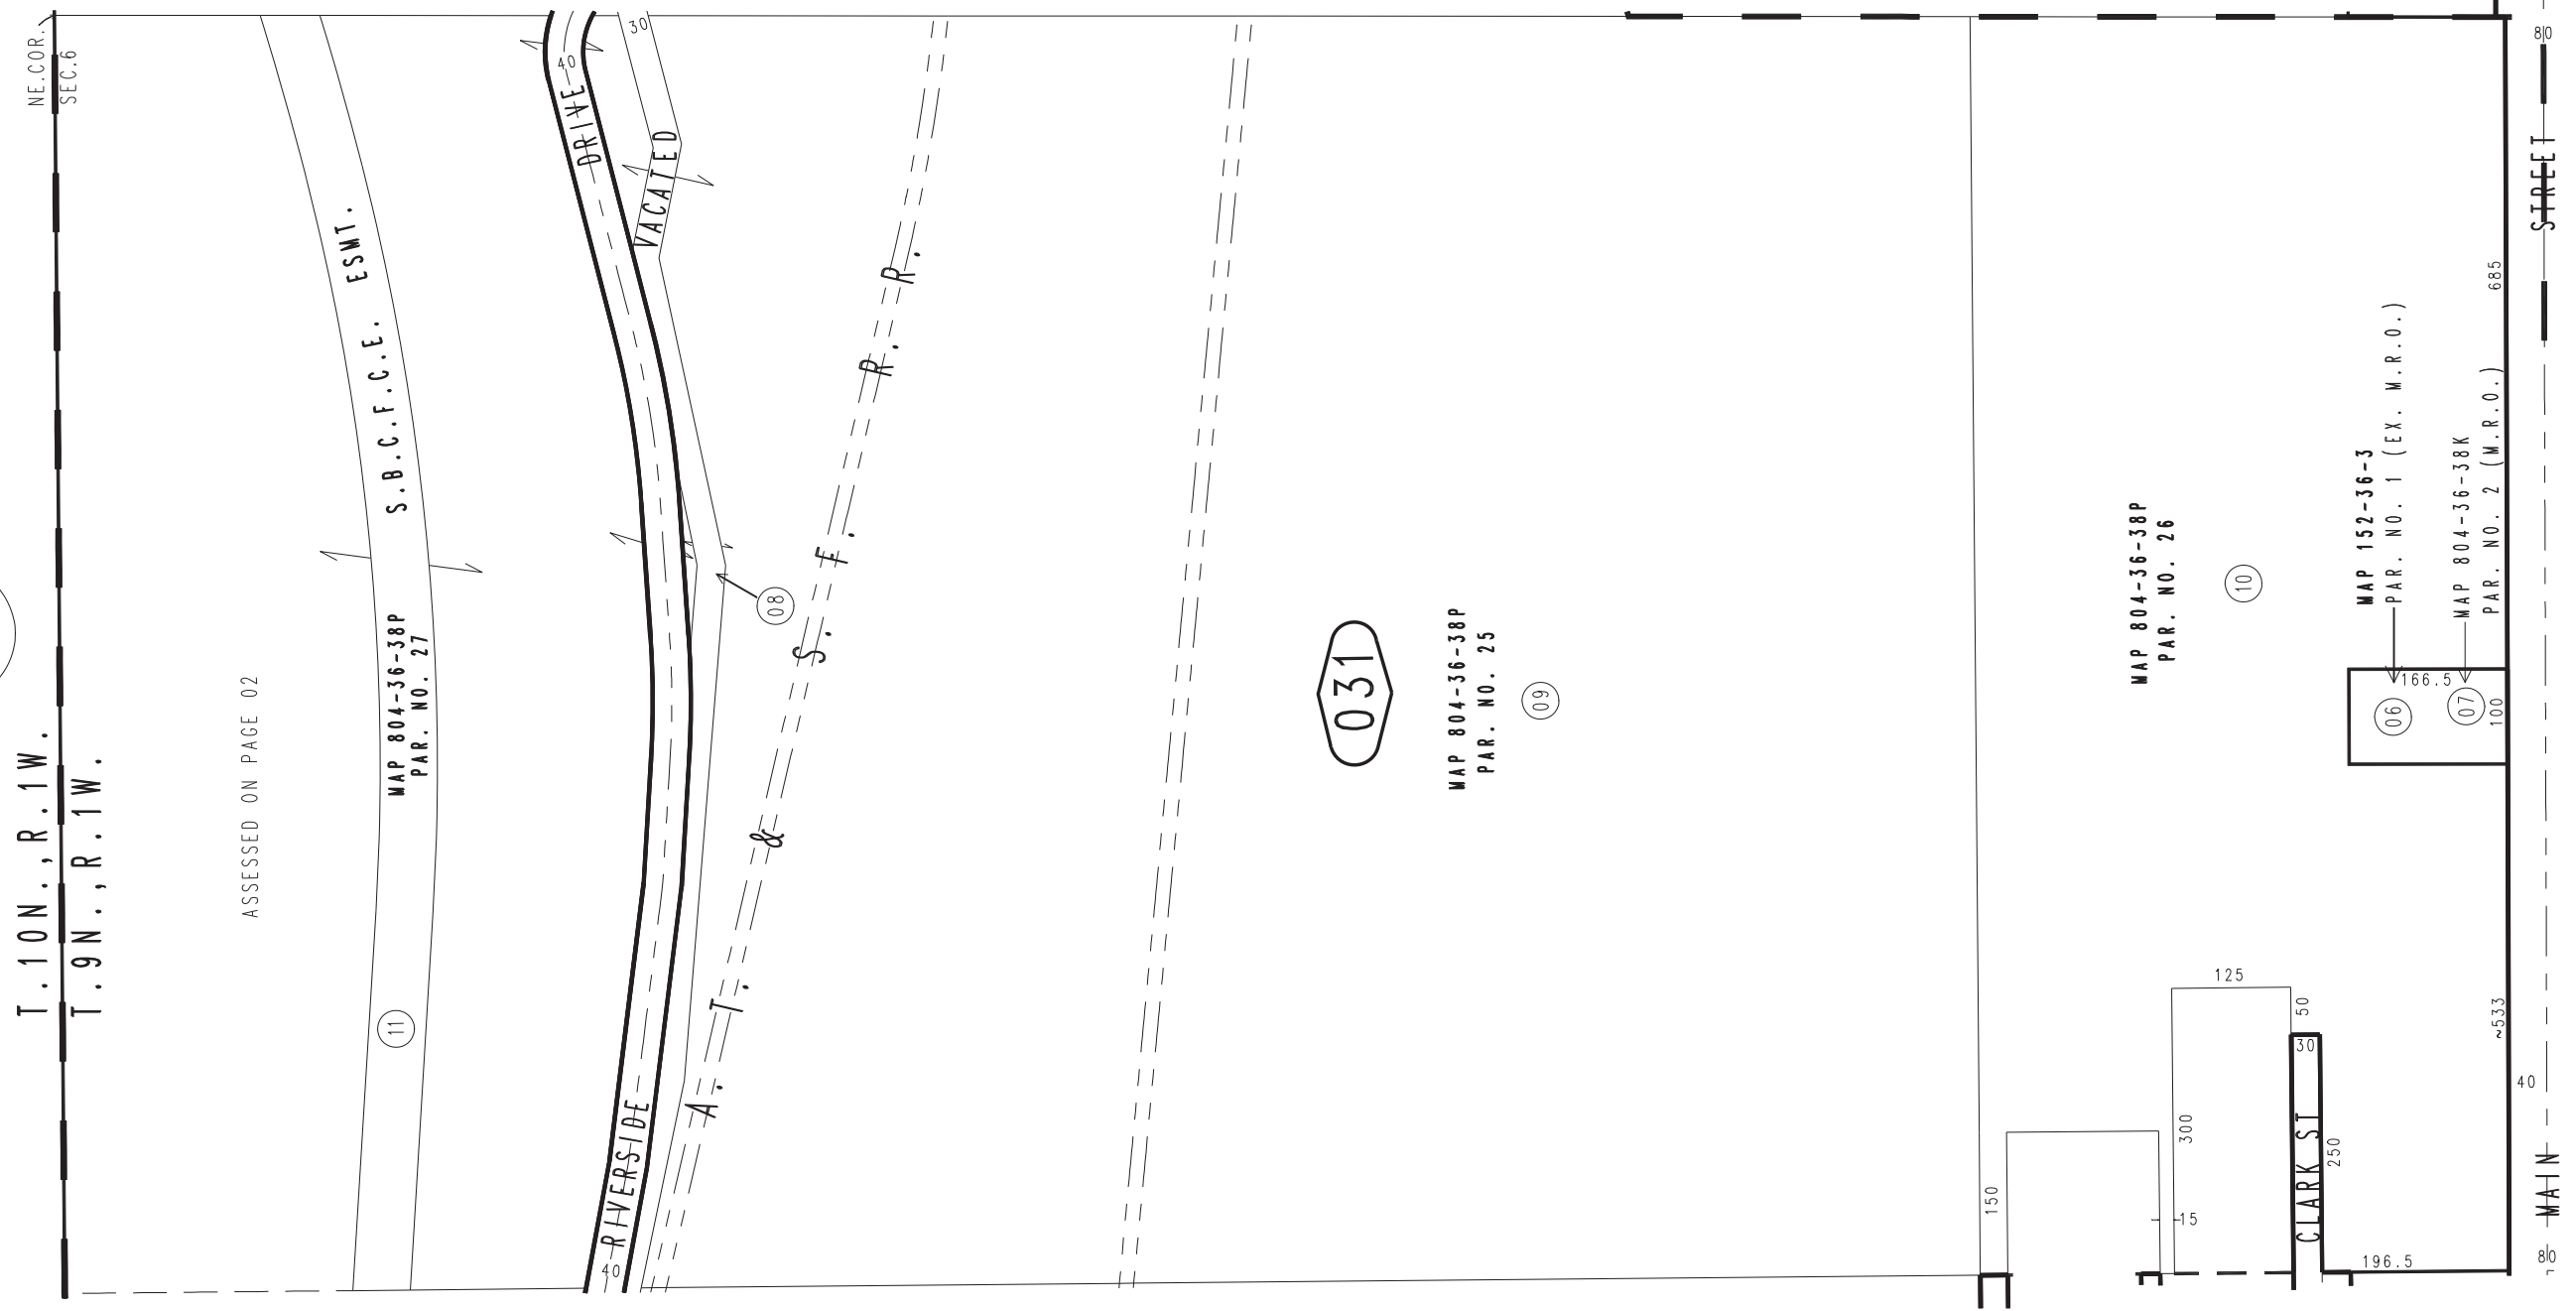 NE.COR.
SEC.6
T.10N.,R.1W.
T.9N.,R.1W.
ASSESSED ON PAGE 02
S.B.C.F.C.E. ESMT.
MAP 804-36-38P
PAR. NO. 27
11
40
RIVERSIDE DRIVE
40
30
VACATED
08
A. T. & S. F. R. R.
031
MAP 804-36-38P
PAR. NO. 25
09
MAP 804-36-38P
PAR. NO. 26
10
MAP 152-36-3
PAR. NO. 1 (EX. M.R.O.)
MAP 804-36-38K
PAR. NO. 2 (M.R.O.)
166.5
06
07
100
685
~533
125
50
30
300
150
15
CLARK ST
250
196.5
40
80
MAIN STREET
80